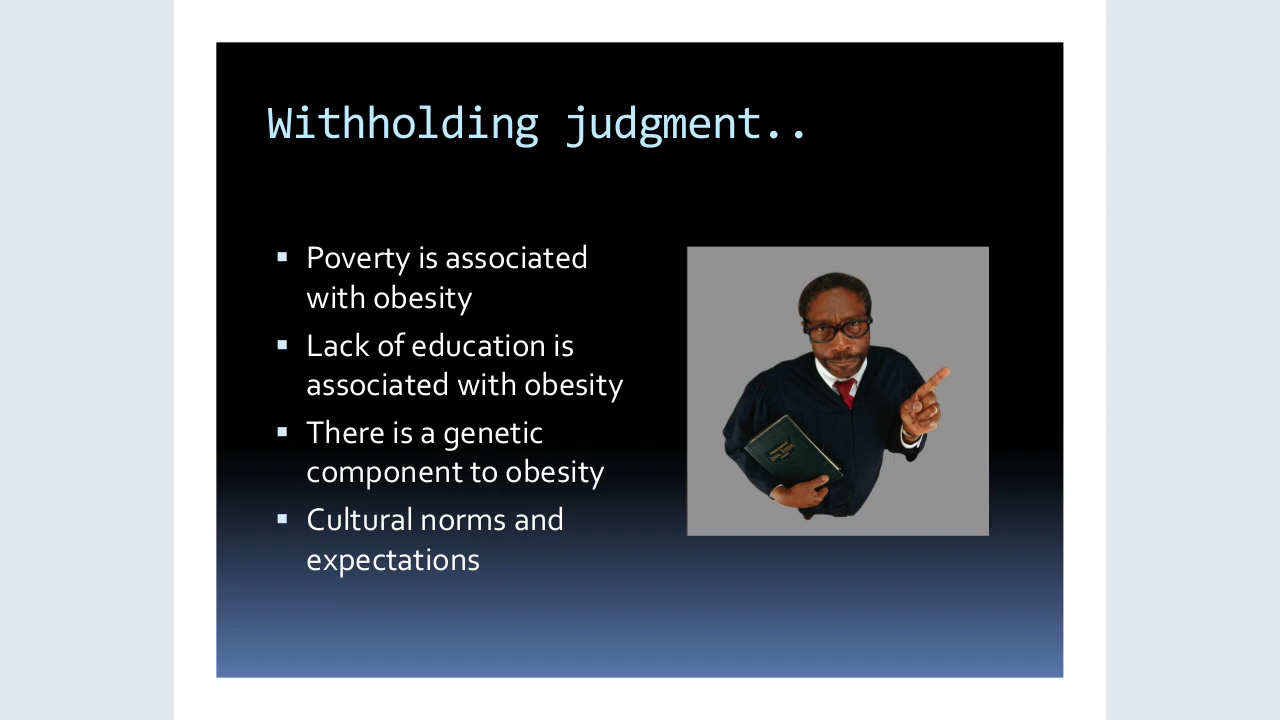 Withholding judgment..
Poverty is associated
with obesity
Lack of education is
associated with obesity
There is a genetic
component to obesity
Cultural norms and
expectations